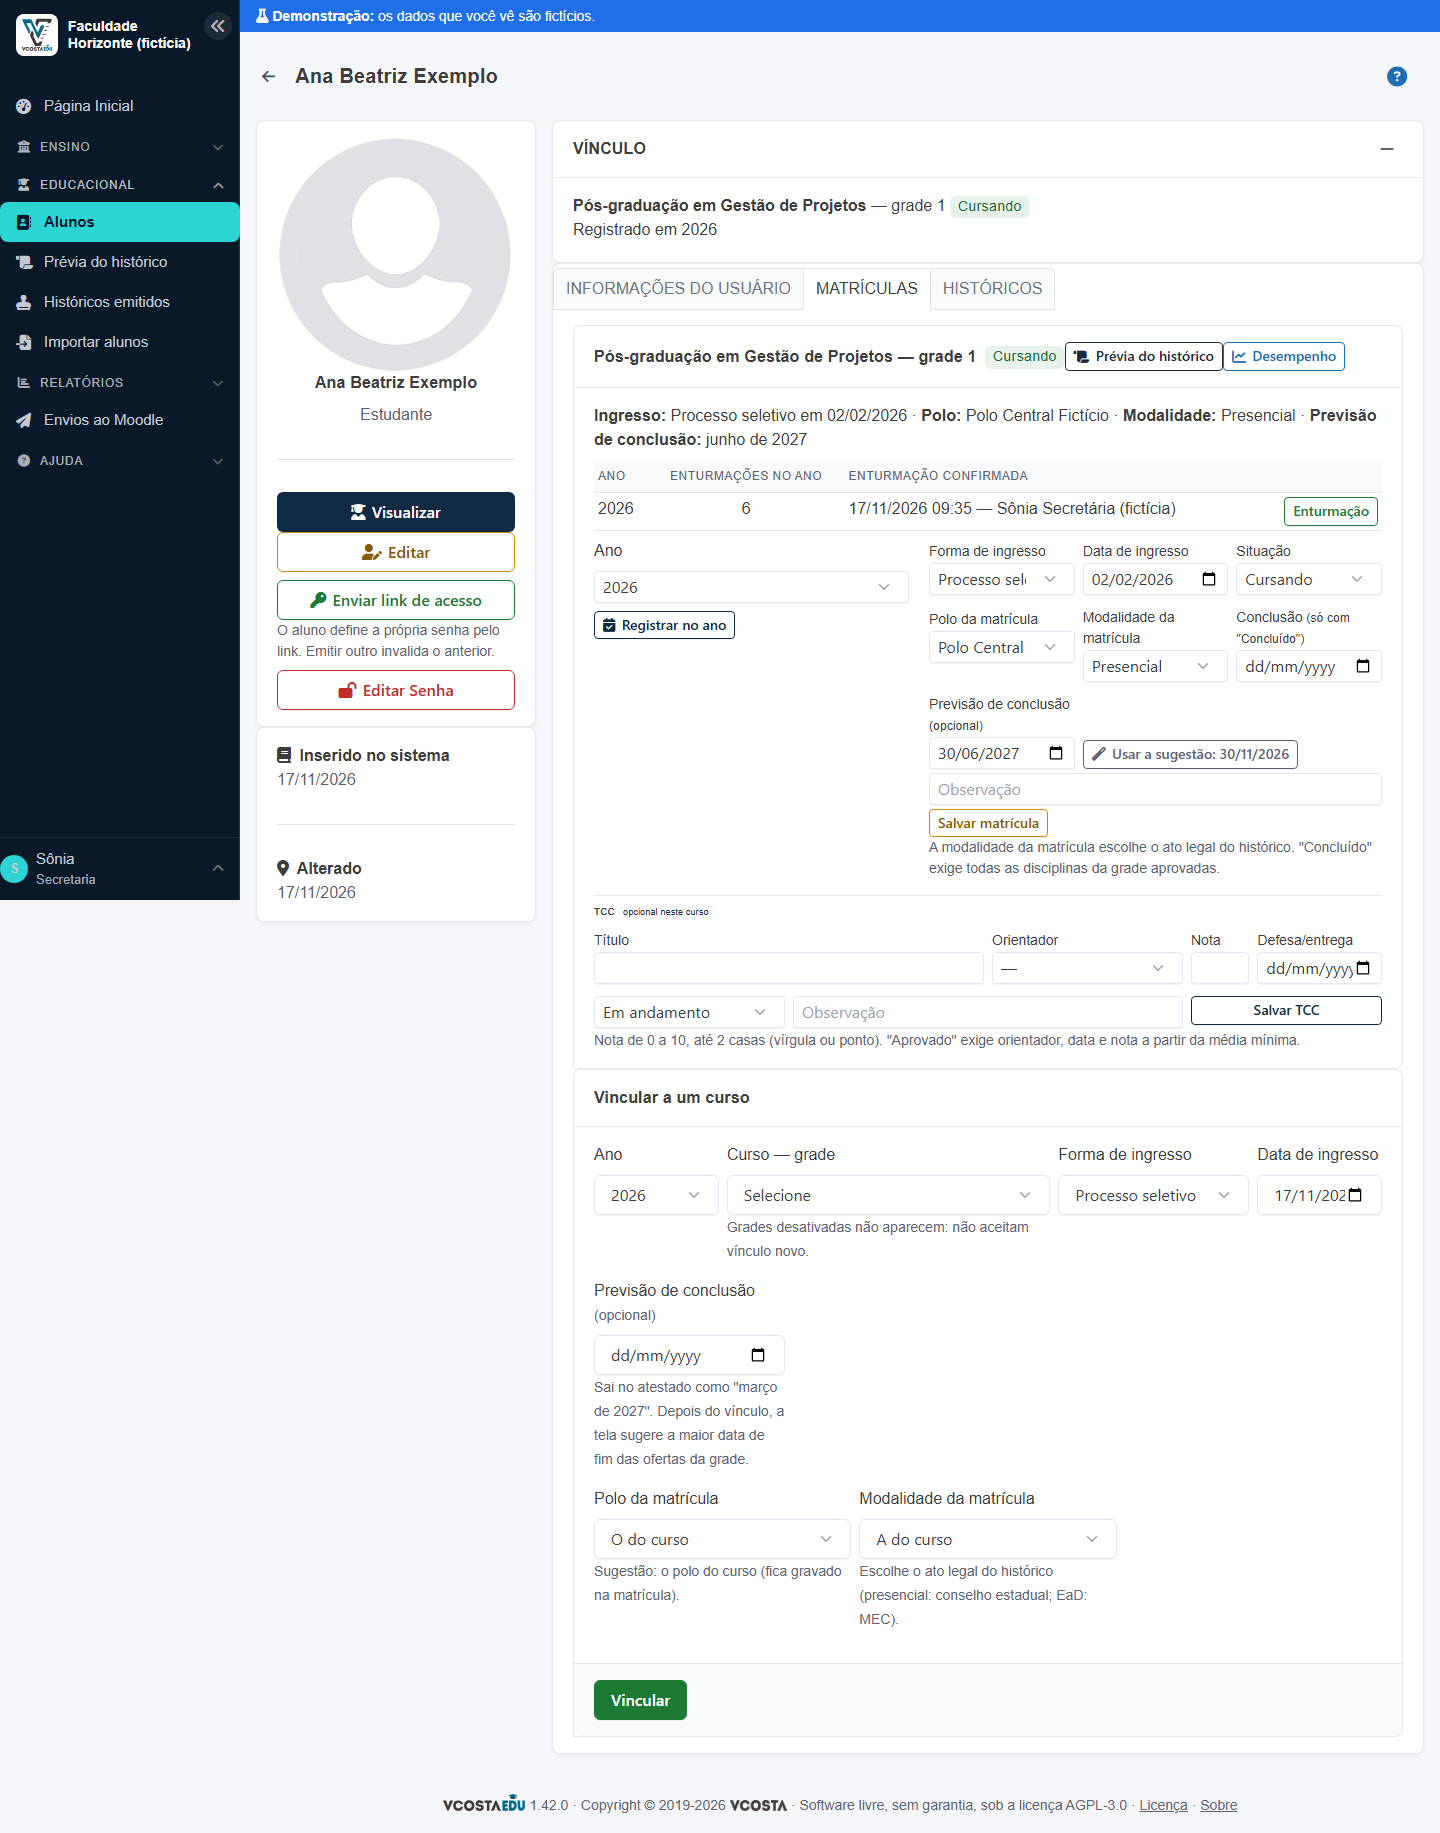 Faculdade
Horizonte (fictícia)
VCOSTAEDU
Página Inicial
ENSINO
EDUCACIONAL
Alunos
Prévia do histórico
Históricos emitidos
Importar alunos
RELATÓRIOS
Envios ao Moodle
AJUDA
S
Sônia
Secretaria
Demonstração: os dados que você vê são fictícios.
Ana Beatriz Exemplo
?
Ana Beatriz Exemplo
Estudante
Visualizar
Editar
Enviar link de acesso
O aluno define a própria senha pelo
link. Emitir outro invalida o anterior.
Editar Senha
Inserido no sistema
17/11/2026
Alterado
17/11/2026
VÍNCULO
Pós-graduação em Gestão de Projetos — grade 1 Cursando
Registrado em 2026
INFORMAÇÕES DO USUÁRIO MATRÍCULAS HISTÓRICOS
Pós-graduação em Gestão de Projetos — grade 1 Cursando Prévia do histórico Desempenho
Ingresso: Processo seletivo em 02/02/2026 · Polo: Polo Central Fictício · Modalidade: Presencial · Previsão
de conclusão: junho de 2027
ANO ENTURMAÇÕES NO ANO ENTURMAÇÃO CONFIRMADA
2026 6 17/11/2026 09:35 — Sônia Secretária (fictícia) Enturmação
Ano
2026
Registrar no ano
Forma de ingresso Data de ingresso Situação
Processo sel 02/02/2026 Cursando
Polo da matrícula Modalidade da matrícula Conclusão (só com "Concluído")
Polo Central Presencial dd/mm/yyyy
Previsão de conclusão
(opcional)
30/06/2027 Usar a sugestão: 30/11/2026
Observação
Salvar matrícula
A modalidade da matrícula escolhe o ato legal do histórico. "Concluído"
exige todas as disciplinas da grade aprovadas.
TCC opcional neste curso
Título Orientador Nota Defesa/entrega
— dd/mm/yyyy
Em andamento Observação Salvar TCC
Nota de 0 a 10, até 2 casas (vírgula ou ponto). "Aprovado" exige orientador, data e nota a partir da média mínima.
Vincular a um curso
Ano Curso — grade Forma de ingresso Data de ingresso
2026 Selecione Processo seletivo 17/11/202
Grades desativadas não aparecem: não aceitam
vínculo novo.
Previsão de conclusão
(opcional)
dd/mm/yyyy
Sai no atestado como "março
de 2027". Depois do vínculo, a
tela sugere a maior data de
fim das ofertas da grade.
Polo da matrícula Modalidade da matrícula
O do curso A do curso
Sugestão: o polo do curso (fica gravado
na matrícula).
Escolhe o ato legal do histórico
(presencial: conselho estadual; EaD:
MEC).
Vincular
VCOSTAEDU 1.42.0 · Copyright © 2019-2026 VCOSTA · Software livre, sem garantia, sob a licença AGPL-3.0 · Licença · Sobre